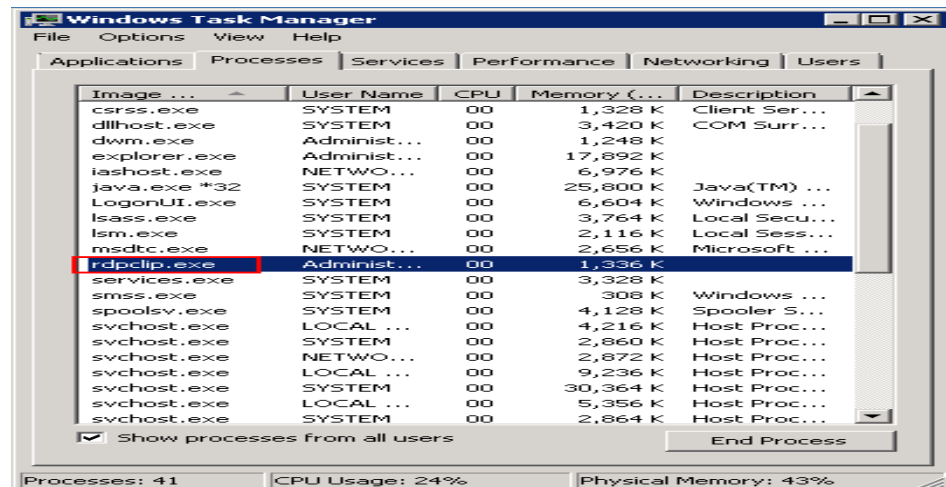 Windows Task Manager
File Options View Help
Applications Processes Services Performance Networking Users
Image ... User Name CPU Memory (... Description
csrss.exe SYSTEM 00 1,328 K Client Ser...
dllhost.exe SYSTEM 00 3,420 K COM Surr...
dwm.exe Administ... 00 1,248 K
explorer.exe Administ... 00 17,892 K
iashost.exe NETWO... 00 6,976 K
java.exe *32 SYSTEM 00 25,800 K Java(TM) ...
LogonUI.exe SYSTEM 00 6,604 K Windows ...
lsass.exe SYSTEM 00 3,764 K Local Secu...
lsm.exe SYSTEM 00 2,116 K Local Sess...
msdtc.exe NETWO... 00 2,656 K Microsoft ...
rdpclip.exe Administ... 00 1,336 K
services.exe SYSTEM 00 3,328 K
smss.exe SYSTEM 00 308 K Windows ...
spoolsv.exe SYSTEM 00 4,128 K Spooler S...
svchost.exe LOCAL ... 00 4,216 K Host Proc...
svchost.exe SYSTEM 00 2,860 K Host Proc...
svchost.exe NETWO... 00 2,872 K Host Proc...
svchost.exe LOCAL ... 00 9,236 K Host Proc...
svchost.exe SYSTEM 00 30,364 K Host Proc...
svchost.exe LOCAL ... 00 5,356 K Host Proc...
svchost.exe SYSTEM 00 2,864 K Host Proc...
Show processes from all users
End Process
Processes: 41 CPU Usage: 24% Physical Memory: 43%